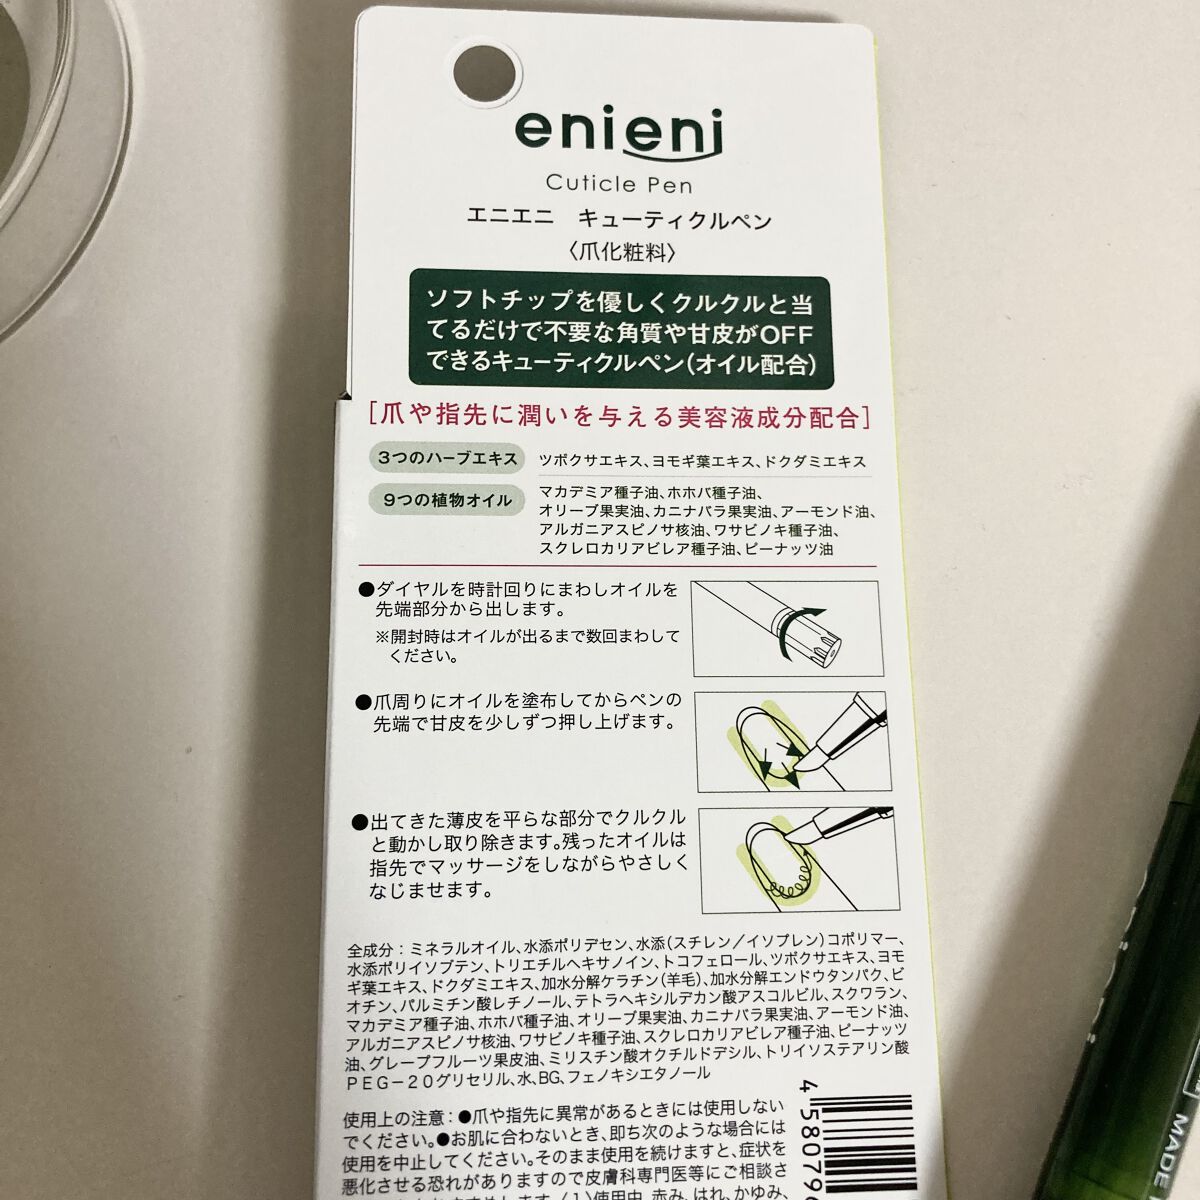 enieni
Cuticle Pen
エニエニ キューティクルペン
〈爪化粧料〉
ソフトチップを優しくクルクルと当
てるだけで不要な角質や甘皮がOFF
できるキューティクルペン(オイル配合)
[爪や指先に潤いを与える美容液成分配合]
3つのハーブエキス
ツボクサエキス、ヨモギ葉エキス、ドクダミエキス
9つの植物オイル
マカデミア種子油、ホホバ種子油、
オリーブ果実油、カニナバラ果実油、アーモンド油、
アルガニアスピノサ核油、ワサビノキ種子油、
スクレロカリアビレア種子油、ピーナッツ油
●ダイヤルを時計回りにまわしオイルを
先端部分から出します。
※開封時はオイルが出るまで数回まわして
ください。
●爪周りにオイルを塗布してからペンの
先端で甘皮を少しずつ押し上げます。
●出てきた薄皮を平らな部分でクルクル
と動かし取り除きます。残ったオイルは
指先でマッサージをしながらやさしく
なじませます。
全成分：ミネラルオイル、水添ポリデセン、水添(スチレン／イソプレン)コポリマー、
水添ポリイソブテン、トリエチルヘキサノイン、トコフェロール、ツボクサエキス、ヨモ
ギ葉エキス、ドクダミエキス、加水分解ケラチン(羊毛)、加水分解エンドウタンパク、ビ
オチン、パルミチン酸レチノール、テトラヘキシルデカン酸アスコルビル、スクワラン、
マカデミア種子油、ホホバ種子油、オリーブ果実油、カニナバラ果実油、アーモンド油、
アルガニアスピノサ核油、ワサビノキ種子油、スクレロカリアビレア種子油、ピーナッツ
油、グレープフルーツ果皮油、ミリスチン酸オクチルドデシル、トリイソステアリン酸
PEG－20グリセリル、水、BG、フェノキシエタノール
使用上の注意：●爪や指先に異常があるときには使用しない
でください。●お肌に合わないとき、即ち次のような場合には
使用を中止してください。そのまま使用を続けますと、症状を
悪化させる恐れがありますので皮膚科専門医等にご相談さ
(1)使用中、赤み、はれ、かゆみ、
4 580796
MADE